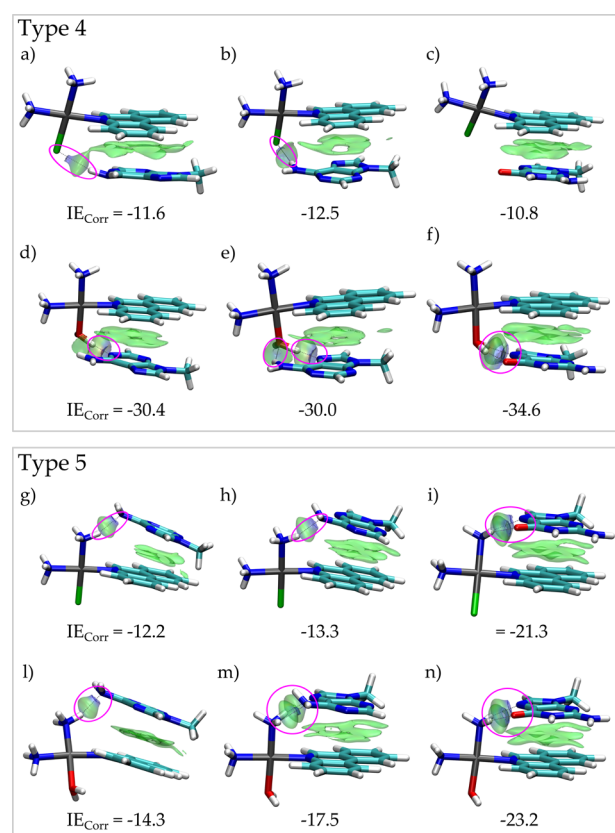 Type 4
a) b) c)
IE_Corr = -11.6 -12.5 -10.8
d) e) f)
IE_Corr = -30.4 -30.0 -34.6
Type 5
g) h) i)
IE_Corr = -12.2 -13.3 = -21.3
l) m) n)
IE_Corr = -14.3 -17.5 -23.2